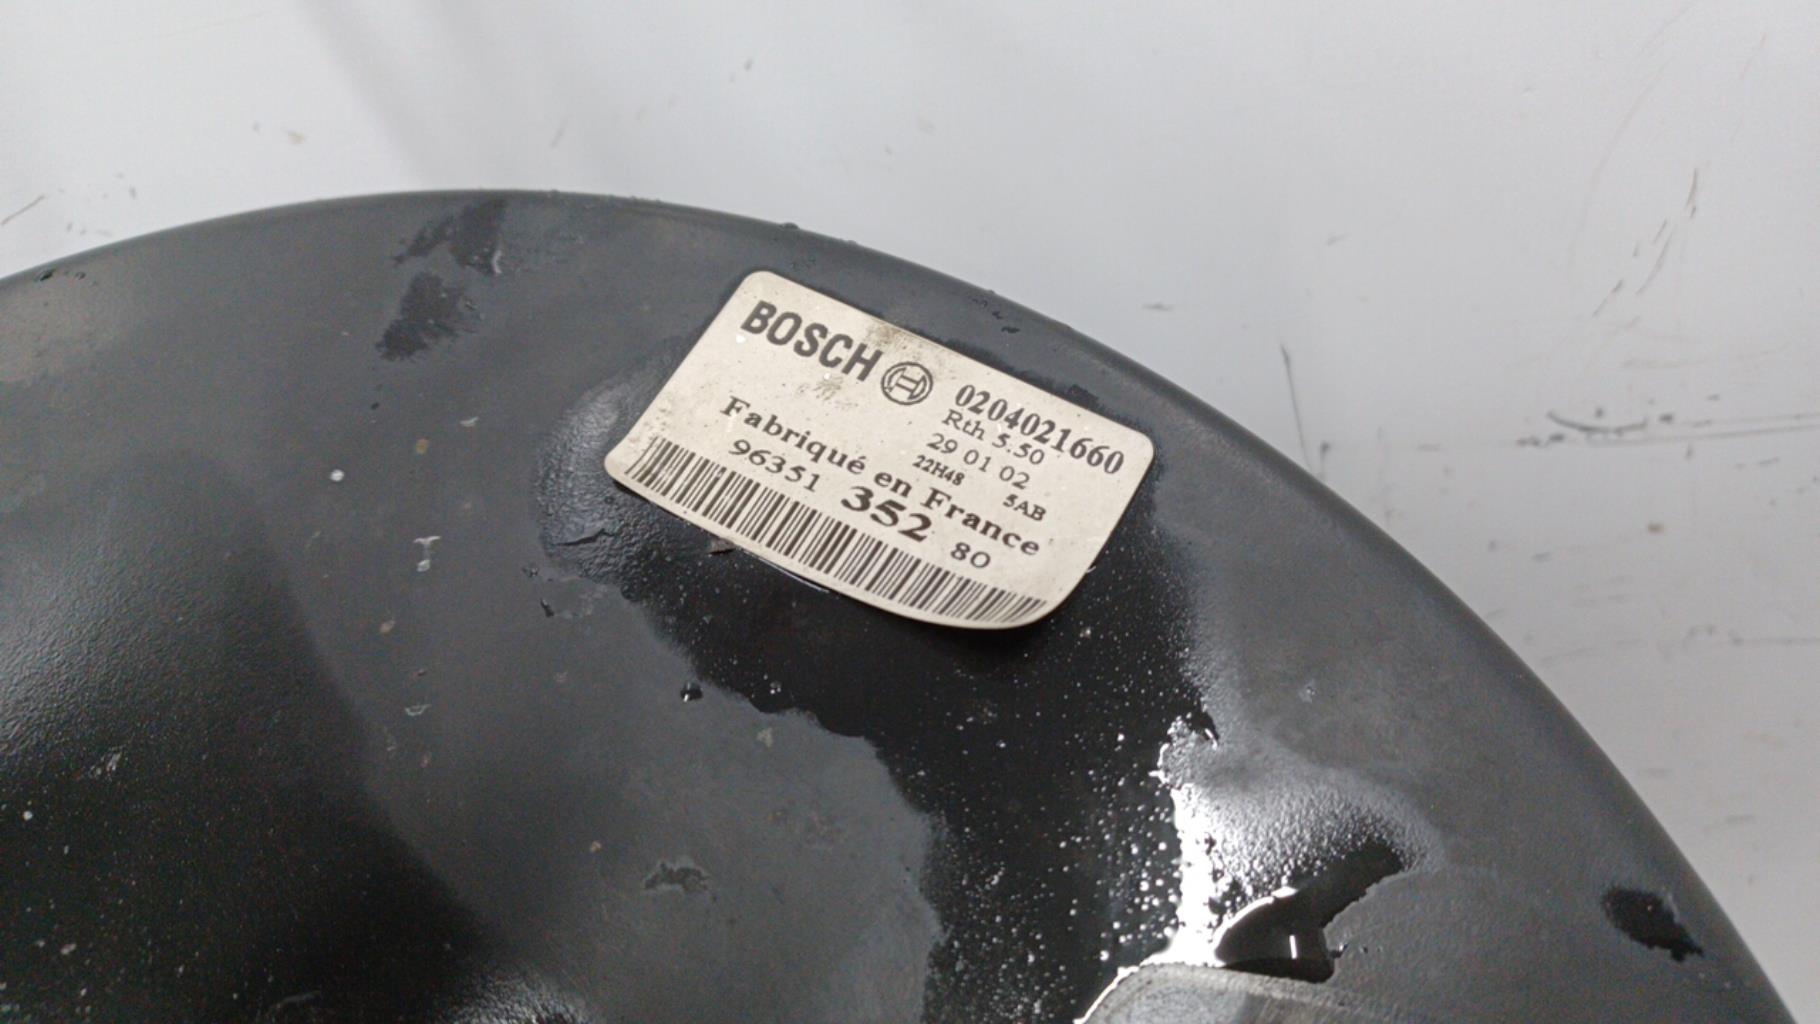 BOSCH 0204021660
Rth 5.50
29 01 02
22H48 5AB
Fabriqué en France
96351 352 80